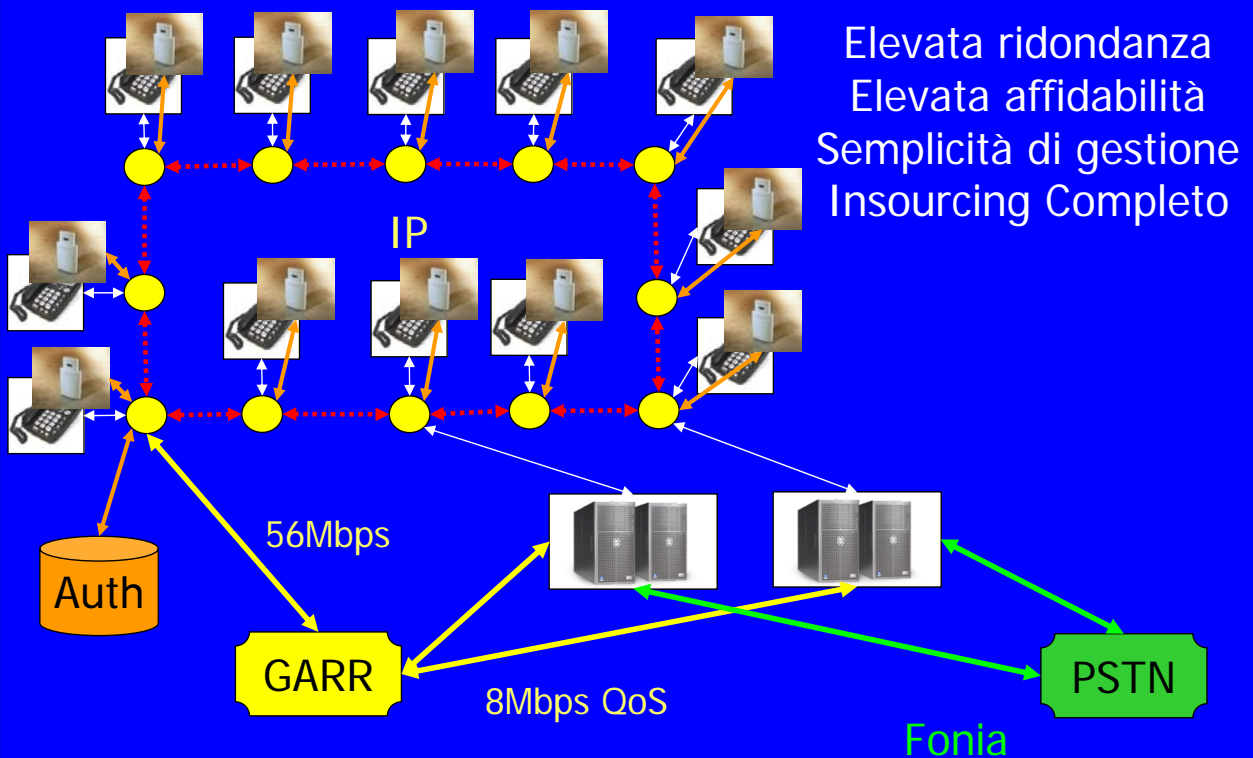 Elevata ridondanza
Elevata affidabilità
Semplicità di gestione
Insourcing Completo
IP
56Mbps
Auth
GARR
8Mbps QoS
PSTN
Fonia